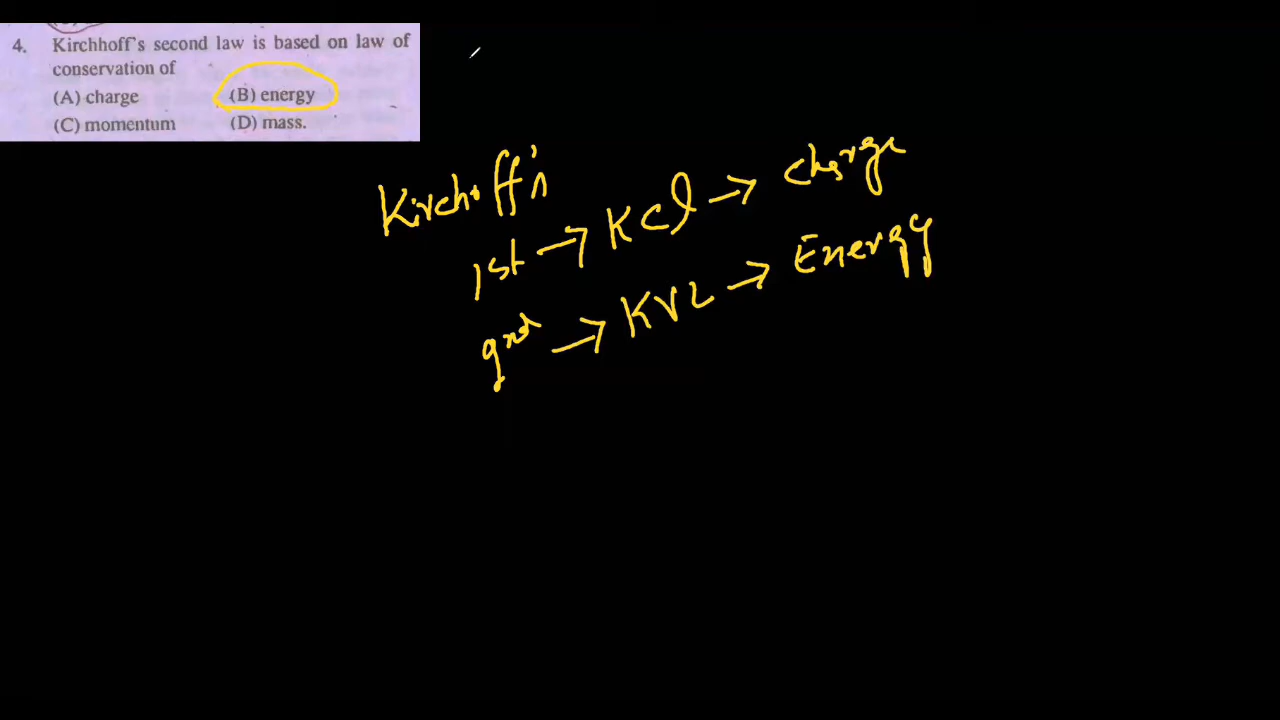 4. Kirchhoff's second law is based on law of
conservation of
(A) charge (B) energy
(C) momentum (D) mass.
Kirchoff's
1st → KCl → charge
2nd → KVL → Energy